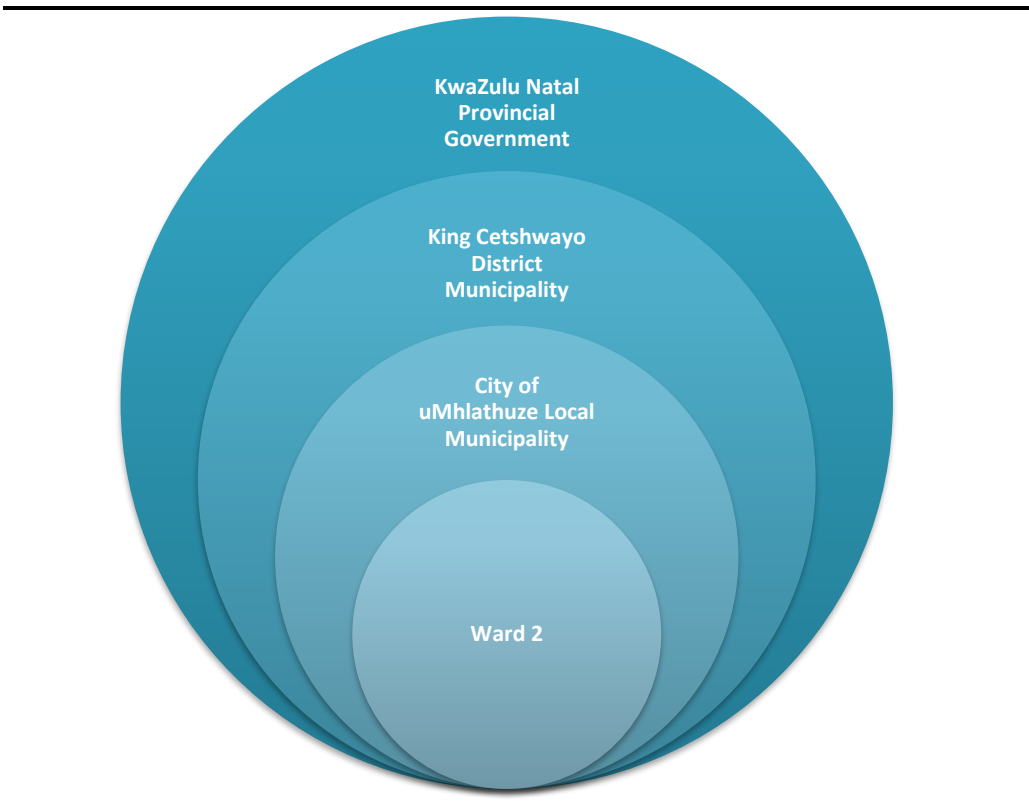 KwaZulu Natal
Provincial
Government
King Cetshwayo
District
Municipality
City of
uMhlathuze Local
Municipality
Ward 2